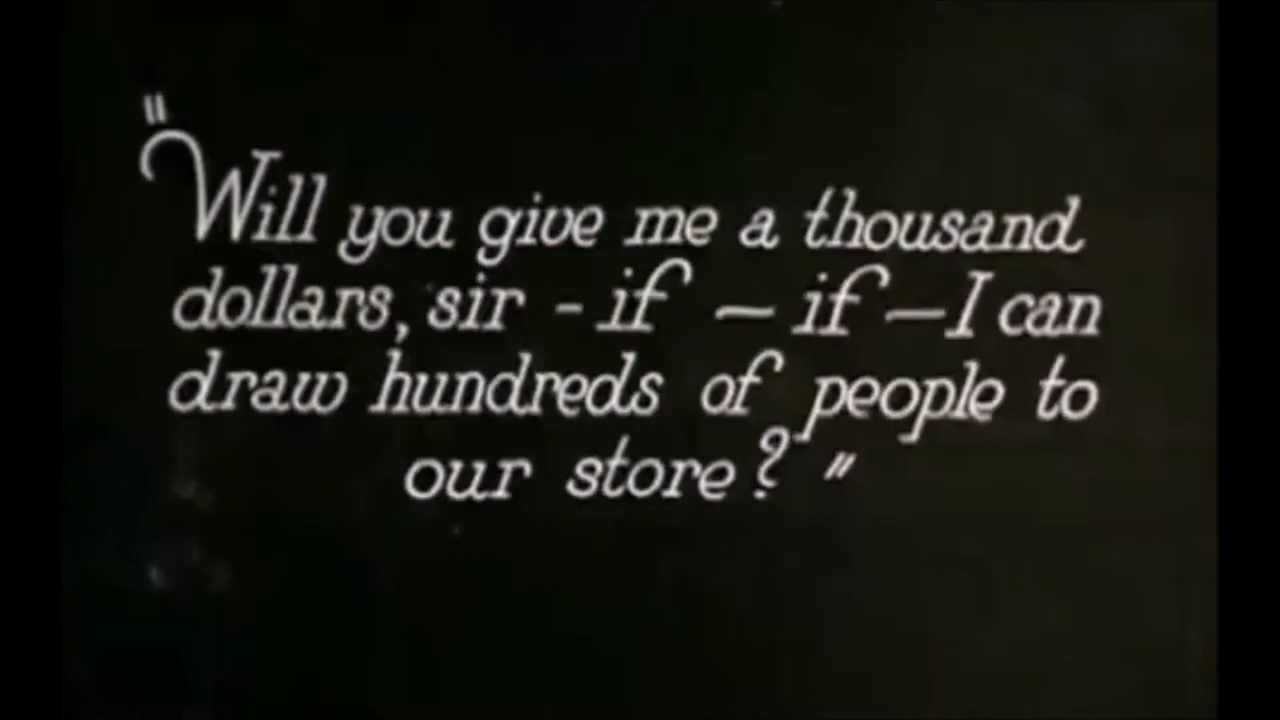 "Will you give me a thousand
dollars, sir - if — if — I can
draw hundreds of people to
our store? "